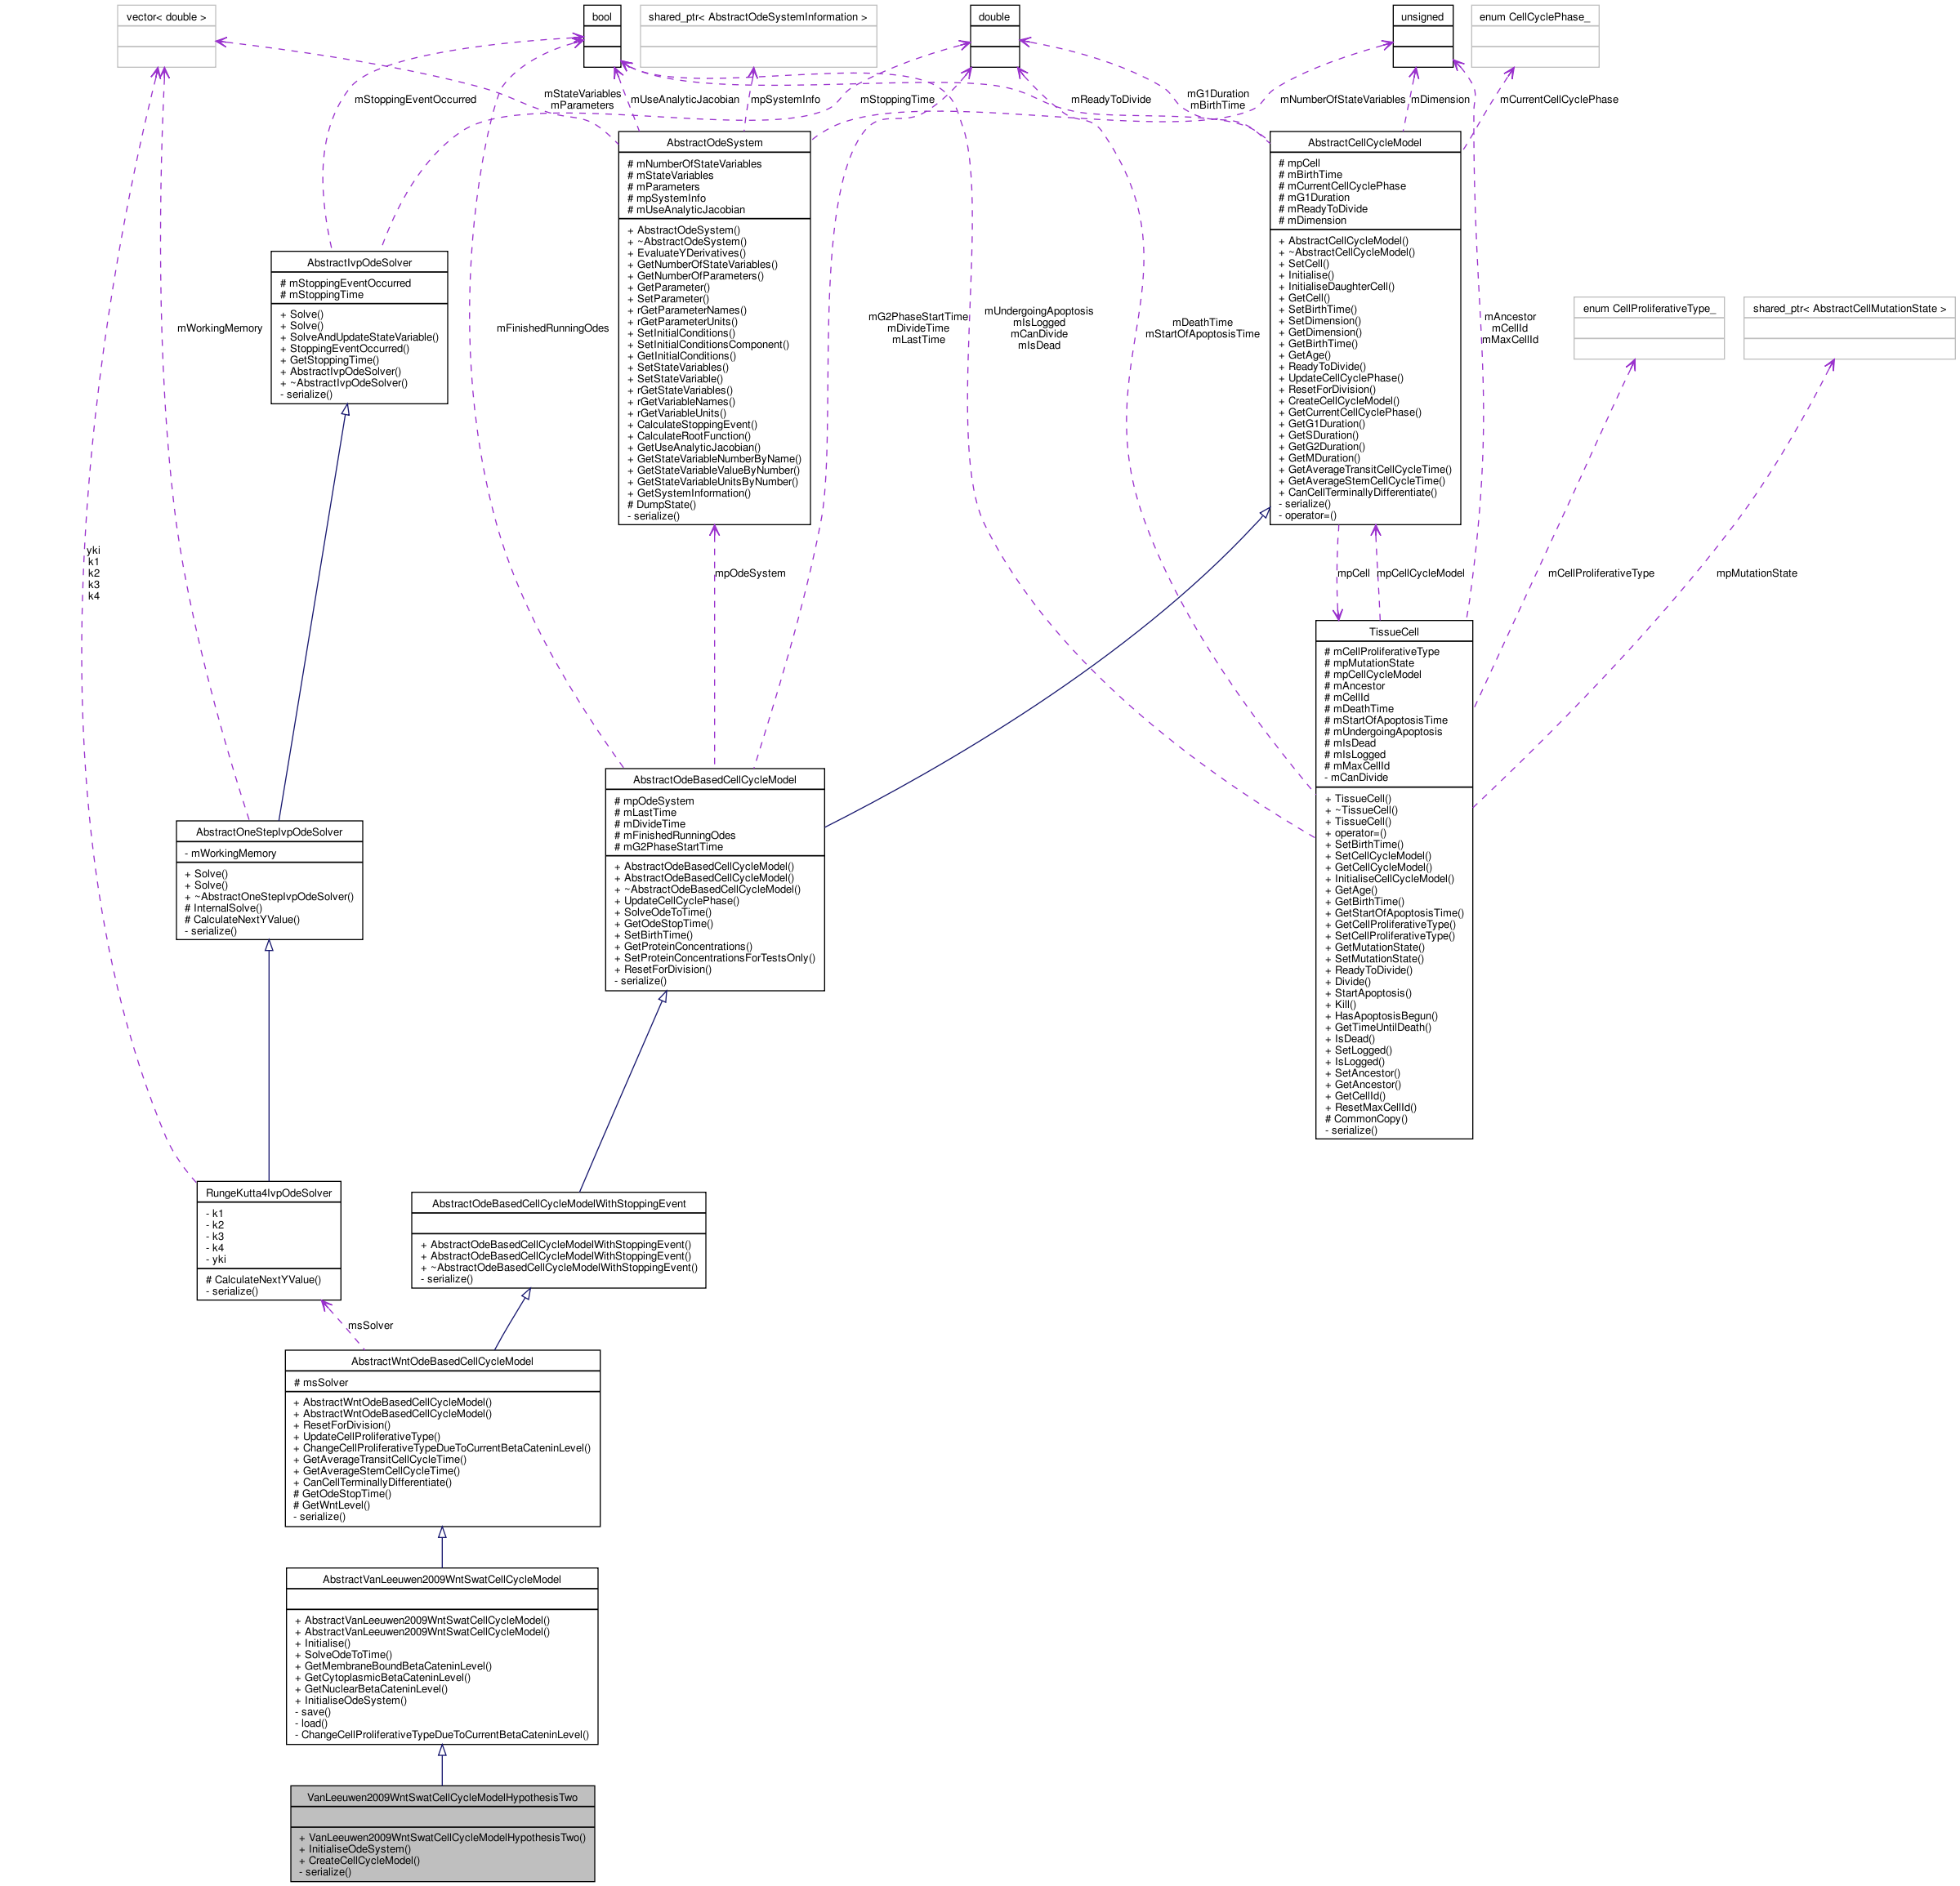 vector< double >
bool
shared_ptr< AbstractOdeSystemInformation >
double
unsigned
enum CellCyclePhase_
mStoppingEventOccurred
mStateVariables
mParameters
mUseAnalyticJacobian
mpSystemInfo
mStoppingTime
mReadyToDivide
mG1Duration
mBirthTime
mNumberOfStateVariables
mDimension
mCurrentCellCyclePhase
AbstractOdeSystem
# mNumberOfStateVariables
# mStateVariables
# mParameters
# mpSystemInfo
# mUseAnalyticJacobian
+ AbstractOdeSystem()
+ ~AbstractOdeSystem()
+ EvaluateYDerivatives()
+ GetNumberOfStateVariables()
+ GetNumberOfParameters()
+ GetParameter()
+ SetParameter()
+ rGetParameterNames()
+ rGetParameterUnits()
+ SetInitialConditions()
+ SetInitialConditionsComponent()
+ GetInitialConditions()
+ SetStateVariables()
+ SetStateVariable()
+ rGetStateVariables()
+ rGetVariableNames()
+ rGetVariableUnits()
+ CalculateStoppingEvent()
+ CalculateRootFunction()
+ GetUseAnalyticJacobian()
+ GetStateVariableNumberByName()
+ GetStateVariableValueByNumber()
+ GetStateVariableUnitsByNumber()
+ GetSystemInformation()
# DumpState()
- serialize()
AbstractCellCycleModel
# mpCell
# mBirthTime
# mCurrentCellCyclePhase
# mG1Duration
# mReadyToDivide
# mDimension
+ AbstractCellCycleModel()
+ ~AbstractCellCycleModel()
+ SetCell()
+ Initialise()
+ InitialiseDaughterCell()
+ GetCell()
+ SetBirthTime()
+ SetDimension()
+ GetDimension()
+ GetBirthTime()
+ GetAge()
+ ReadyToDivide()
+ UpdateCellCyclePhase()
+ ResetForDivision()
+ CreateCellCycleModel()
+ GetCurrentCellCyclePhase()
+ GetG1Duration()
+ GetSDuration()
+ GetG2Duration()
+ GetMDuration()
+ GetAverageTransitCellCycleTime()
+ GetAverageStemCellCycleTime()
+ CanCellTerminallyDifferentiate()
- serialize()
- operator=()
AbstractIvpOdeSolver
# mStoppingEventOccurred
# mStoppingTime
+ Solve()
+ Solve()
+ SolveAndUpdateStateVariable()
+ StoppingEventOccurred()
+ GetStoppingTime()
+ AbstractIvpOdeSolver()
+ ~AbstractIvpOdeSolver()
- serialize()
mWorkingMemory
mFinishedRunningOdes
mG2PhaseStartTime
mDivideTime
mLastTime
mUndergoingApoptosis
mIsLogged
mCanDivide
mIsDead
mDeathTime
mStartOfApoptosisTime
mAncestor
mCellId
mMaxCellId
enum CellProliferativeType_
shared_ptr< AbstractCellMutationState >
yki
k1
k2
k3
k4
mpOdeSystem
mpCell
mpCellCycleModel
mCellProliferativeType
mpMutationState
TissueCell
# mCellProliferativeType
# mpMutationState
# mpCellCycleModel
# mAncestor
# mCellId
# mDeathTime
# mStartOfApoptosisTime
# mUndergoingApoptosis
# mIsDead
# mIsLogged
# mMaxCellId
- mCanDivide
+ TissueCell()
+ ~TissueCell()
+ TissueCell()
+ operator=()
+ SetBirthTime()
+ SetCellCycleModel()
+ GetCellCycleModel()
+ InitialiseCellCycleModel()
+ GetAge()
+ GetBirthTime()
+ GetStartOfApoptosisTime()
+ GetCellProliferativeType()
+ SetCellProliferativeType()
+ GetMutationState()
+ SetMutationState()
+ ReadyToDivide()
+ Divide()
+ StartApoptosis()
+ Kill()
+ HasApoptosisBegun()
+ GetTimeUntilDeath()
+ IsDead()
+ SetLogged()
+ IsLogged()
+ SetAncestor()
+ GetAncestor()
+ GetCellId()
+ ResetMaxCellId()
# CommonCopy()
- serialize()
AbstractOdeBasedCellCycleModel
# mpOdeSystem
# mLastTime
# mDivideTime
# mFinishedRunningOdes
# mG2PhaseStartTime
+ AbstractOdeBasedCellCycleModel()
+ AbstractOdeBasedCellCycleModel()
+ ~AbstractOdeBasedCellCycleModel()
+ UpdateCellCyclePhase()
+ SolveOdeToTime()
+ GetOdeStopTime()
+ SetBirthTime()
+ GetProteinConcentrations()
+ SetProteinConcentrationsForTestsOnly()
+ ResetForDivision()
- serialize()
AbstractOneStepIvpOdeSolver
- mWorkingMemory
+ Solve()
+ Solve()
+ ~AbstractOneStepIvpOdeSolver()
# InternalSolve()
# CalculateNextYValue()
- serialize()
RungeKutta4IvpOdeSolver
- k1
- k2
- k3
- k4
- yki
# CalculateNextYValue()
- serialize()
AbstractOdeBasedCellCycleModelWithStoppingEvent
+ AbstractOdeBasedCellCycleModelWithStoppingEvent()
+ AbstractOdeBasedCellCycleModelWithStoppingEvent()
+ ~AbstractOdeBasedCellCycleModelWithStoppingEvent()
- serialize()
msSolver
AbstractWntOdeBasedCellCycleModel
# msSolver
+ AbstractWntOdeBasedCellCycleModel()
+ AbstractWntOdeBasedCellCycleModel()
+ ResetForDivision()
+ UpdateCellProliferativeType()
+ ChangeCellProliferativeTypeDueToCurrentBetaCateninLevel()
+ GetAverageTransitCellCycleTime()
+ GetAverageStemCellCycleTime()
+ CanCellTerminallyDifferentiate()
# GetOdeStopTime()
# GetWntLevel()
- serialize()
AbstractVanLeeuwen2009WntSwatCellCycleModel
+ AbstractVanLeeuwen2009WntSwatCellCycleModel()
+ AbstractVanLeeuwen2009WntSwatCellCycleModel()
+ Initialise()
+ SolveOdeToTime()
+ GetMembraneBoundBetaCateninLevel()
+ GetCytoplasmicBetaCateninLevel()
+ GetNuclearBetaCateninLevel()
+ InitialiseOdeSystem()
- save()
- load()
- ChangeCellProliferativeTypeDueToCurrentBetaCateninLevel()
VanLeeuwen2009WntSwatCellCycleModelHypothesisTwo
+ VanLeeuwen2009WntSwatCellCycleModelHypothesisTwo()
+ InitialiseOdeSystem()
+ CreateCellCycleModel()
- serialize()